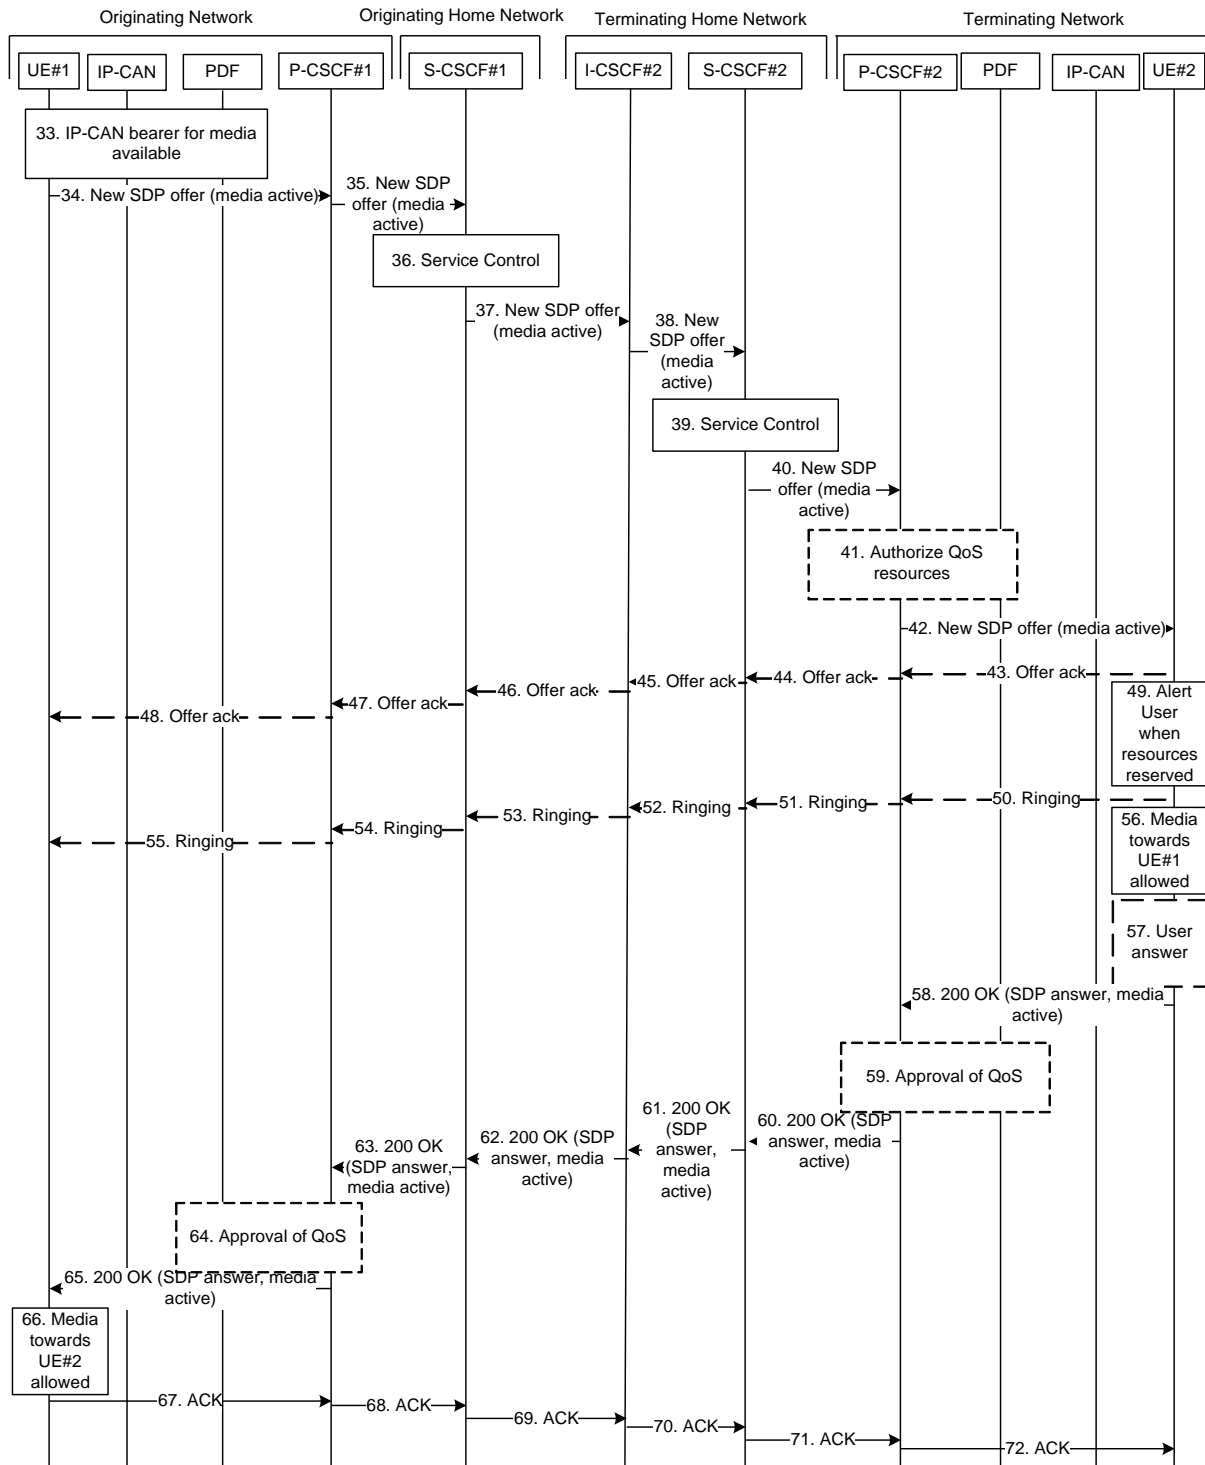 Originating Network
Originating Home Network
Terminating Home Network
Terminating Network
UE#1
IP-CAN
PDF
P-CSCF#1
S-CSCF#1
I-CSCF#2
S-CSCF#2
P-CSCF#2
PDF
IP-CAN
UE#2
33. IP-CAN bearer for media
available
34. New SDP offer (media active)
35. New SDP
offer (media
active)
36. Service Control
37. New SDP offer
(media active)
38. New
SDP offer
(media
active)
39. Service Control
40. New SDP
offer (media
active)
41. Authorize QoS
resources
42. New SDP offer (media active)
43. Offer ack
44. Offer ack
45. Offer ack
46. Offer ack
47. Offer ack
48. Offer ack
49. Alert
User
when
resources
reserved
50. Ringing
51. Ringing
52. Ringing
53. Ringing
54. Ringing
55. Ringing
56. Media
towards
UE#1
allowed
57. User
answer
58. 200 OK (SDP answer, media
active)
59. Approval of QoS
60. 200 OK (SDP
answer, media
active)
61. 200 OK
(SDP
answer,
media
active)
62. 200 OK (SDP
answer, media
active)
63. 200 OK
(SDP answer,
media active)
64. Approval of QoS
65. 200 OK (SDP answer, media
active)
66. Media
towards
UE#2
allowed
67. ACK
68. ACK
69. ACK
70. ACK
71. ACK
72. ACK